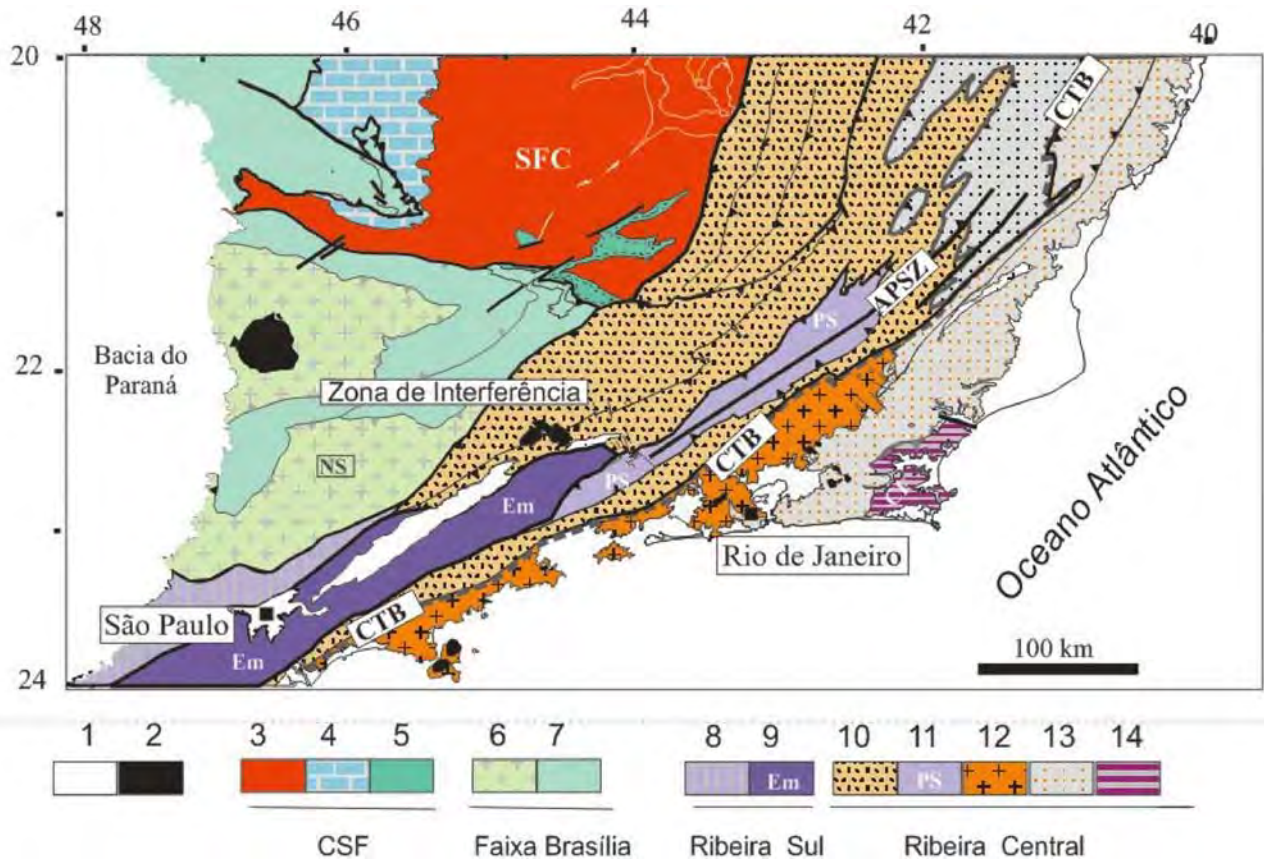 48 46 44 42 40
20
CTB
SFC
APSZ
PS
22
Bacia do
Paraná
Zona de Interferência
CTB
NS
PS
Em
Oceano Atlântico
Rio de Janeiro
São Paulo
CTB
Em
100 km
24
1 2 3 4 5 6 7 8 9 10 11 12 13 14
Em PS
CSF Faixa Brasília Ribeira Sul Ribeira Central